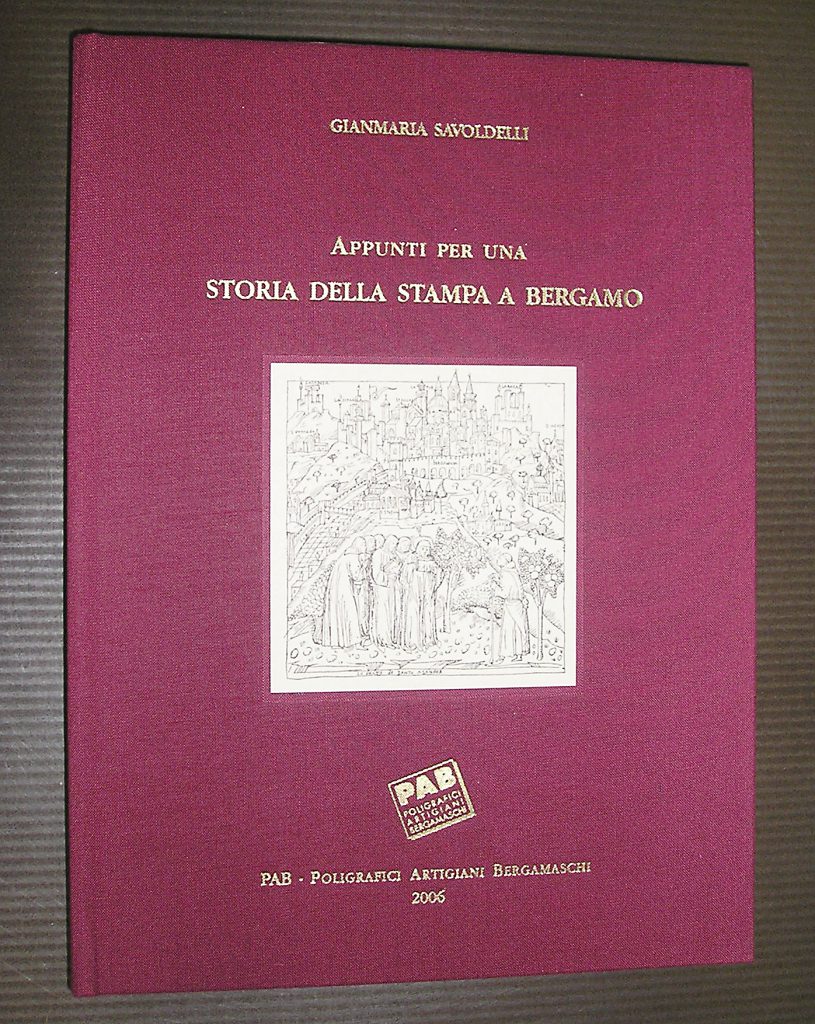 GIANMARIA SAVOLDELLI
APPUNTI PER UNA
STORIA DELLA STAMPA A BERGAMO
PAB
POLIGRAFICI
ARTIGIANI
BERGAMASCHI
PAB - POLIGRAFICI ARTIGIANI BERGAMASCHI
2006